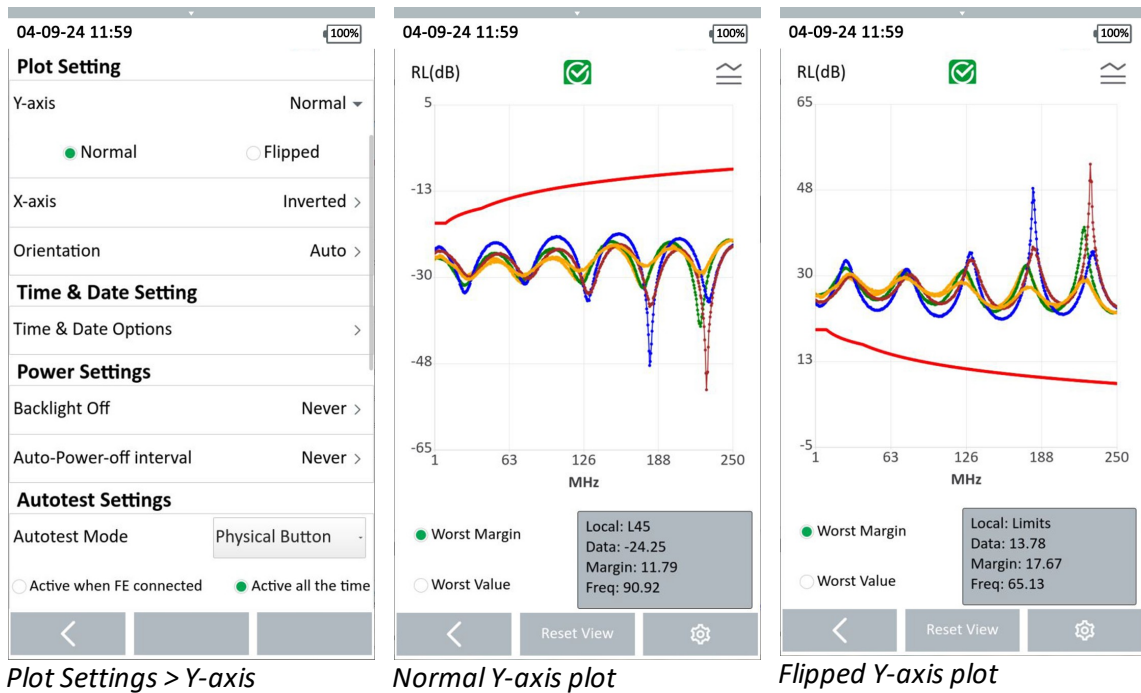 04-09-24 11:59
100%
Plot Setting
Y-axis Normal
Normal Flipped
X-axis Inverted >
Orientation Auto >
Time & Date Setting
Time & Date Options >
Power Settings
Backlight Off Never >
Auto-Power-off interval Never >
Autotest Settings
Autotest Mode Physical Button
Active when FE connected Active all the time
Plot Settings > Y-axis
04-09-24 11:59
100%
RL(dB)
5
-13
-30
-48
-65
1 63 126 188 250
MHz
Worst Margin
Worst Value
Local: L45
Data: -24.25
Margin: 11.79
Freq: 90.92
Reset View
Normal Y-axis plot
04-09-24 11:59
100%
RL(dB)
65
48
30
13
-5
1 63 126 188 250
MHz
Worst Margin
Worst Value
Local: Limits
Data: 13.78
Margin: 17.67
Freq: 65.13
Reset View
Flipped Y-axis plot